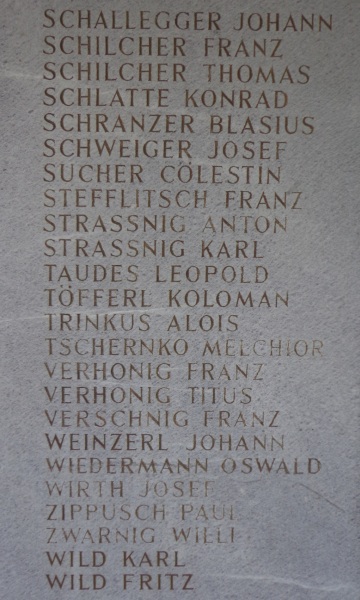 SCHALLEGGER JOHANN
SCHILCHER FRANZ
SCHILCHER THOMAS
SCHLATTE KONRAD
SCHRANZER BLASIUS
SCHWEIGER JOSEF
SUCHER CÖLESTIN
STEFFLITSCH FRANZ
STRASSNIG ANTON
STRASSNIG KARL
TAUDES LEOPOLD
TÖFFERL KOLOMAN
TRINKUS ALOIS
TSCHERNKO MELCHIOR
VERHONIG FRANZ
VERHONIG TITUS
VERSCHNIG FRANZ
WEINZERL JOHANN
WIEDERMANN OSWALD
WIRTH JOSEF
ZIPPUSCH PAUL
ZWARNIG WILLI
WILD KARL
WILD FRITZ